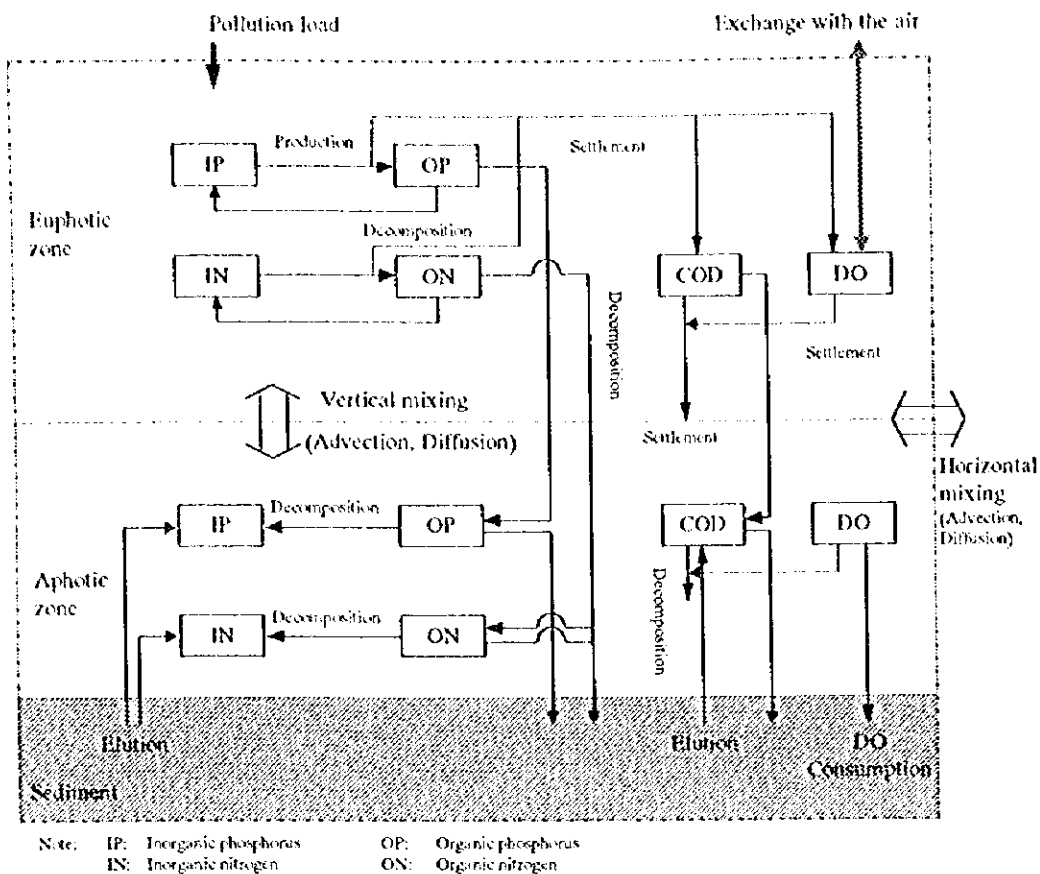 Pollution load
Exchange with the air
Production
Settlement
IP
OP
Euphotic
zone
Decomposition
IN
ON
COD
DO
Decomposition
Settlement
Vertical mixing
(Advection, Diffusion)
Settlement
Horizontal
mixing
(Advection,
Diffusion)
IP
Decomposition
OP
COD
DO
Aphotic
zone
Decomposition
IN
Decomposition
ON
Elution
Elution
DO
Consumption
Sediment
Note: IP: Inorganic phosphorus OP: Organic phosphorus
IN: Inorganic nitrogen ON: Organic nitrogen